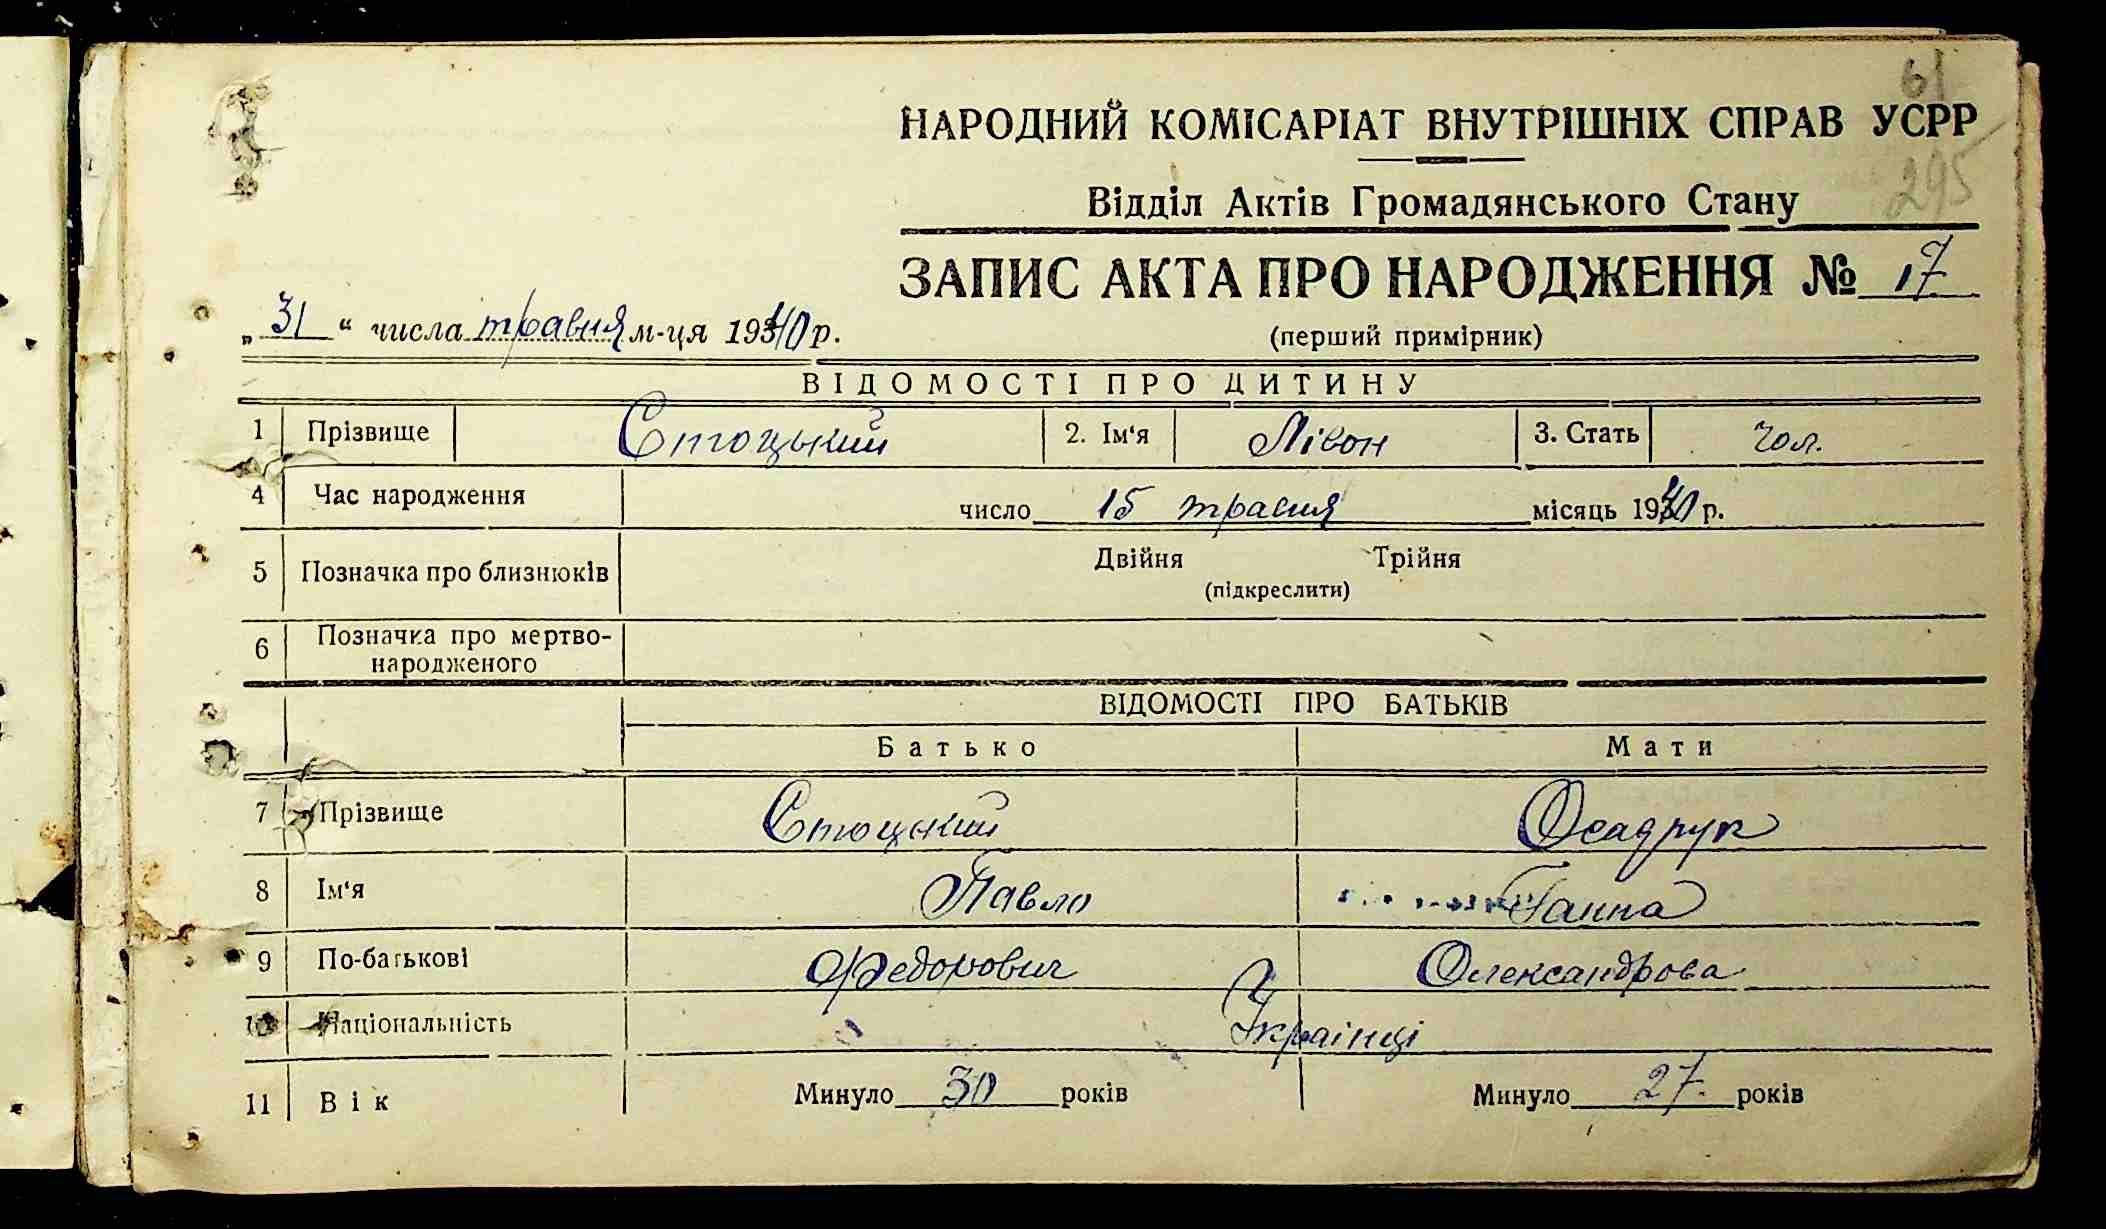 61
НАРОДНИЙ КОМІСАРІАТ ВНУТРІШНІХ СПРАВ УСРР
295
Відділ Актів Громадянського Стану
ЗАПИС АКТА ПРО НАРОДЖЕННЯ № 17
„31“ числа травня м-ця 1940 р.
(перший примірник)
ВІДОМОСТІ ПРО ДИТИНУ
1 Прізвище Стоцький 2. Ім‘я Лівон 3. Стать чол.
4 Час народження число 15 травня місяць 1940 р.
5 Позначка про близнюків Двійня Трійня
(підкреслити)
6 Позначка про мертво-
народженого
ВІДОМОСТІ ПРО БАТЬКІВ
Батько Мати
7 Прізвище Стоцький Осадчук
8 Ім‘я Павло Ганна
9 По-батькові Федорович Олександрова
10 Національність Українці
11 Вік Минуло 30 років Минуло 27 років